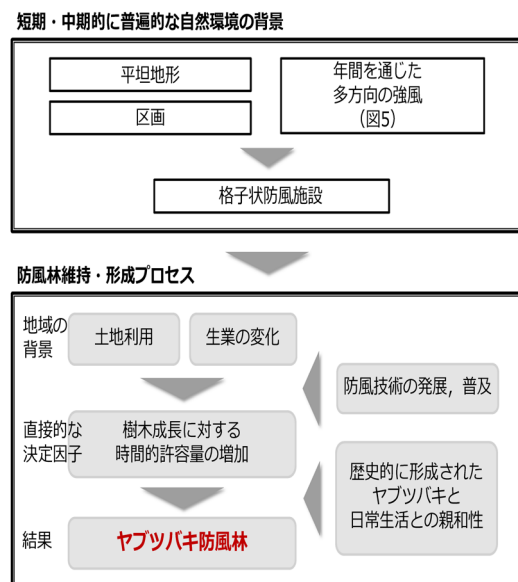 短期・中期的に普遍的な自然環境の背景
平坦地形
区画
年間を通じた
多方向の強風
(図5)
格子状防風施設
防風林維持・形成プロセス
地域の
背景
土地利用
生業の変化
防風技術の発展，普及
直接的な
決定因子
樹木成長に対する
時間的許容量の増加
歴史的に形成された
ヤブツバキと
日常生活との親和性
結果
ヤブツバキ防風林